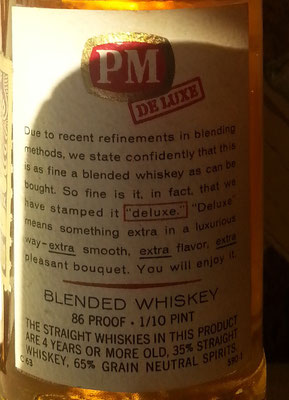 PM
DE LUXE
Due to recent refinements in blending
methods, we state confidently that this
is as fine a blended whiskey as can be
bought. So fine is it, in fact, that we
have stamped it "deluxe." "Deluxe"
means something extra in a luxurious
way-extra smooth, extra flavor, extra
pleasant bouquet. You will enjoy it.
BLENDED WHISKEY
86 PROOF • 1/10 PINT
THE STRAIGHT WHISKIES IN THIS PRODUCT
ARE 4 YEARS OR MORE OLD, 35% STRAIGHT
WHISKEY, 65% GRAIN NEUTRAL SPIRITS
C 63